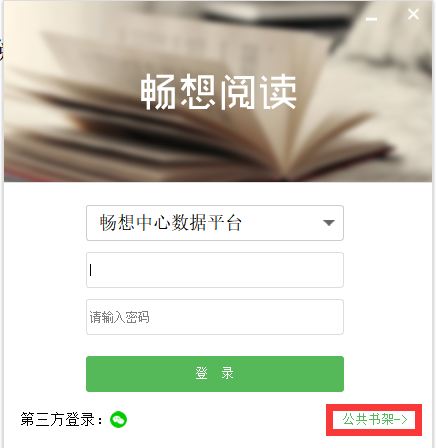 畅想阅读
畅想中心数据平台
请输入密码
登 录
第三方登录：
公共书架->